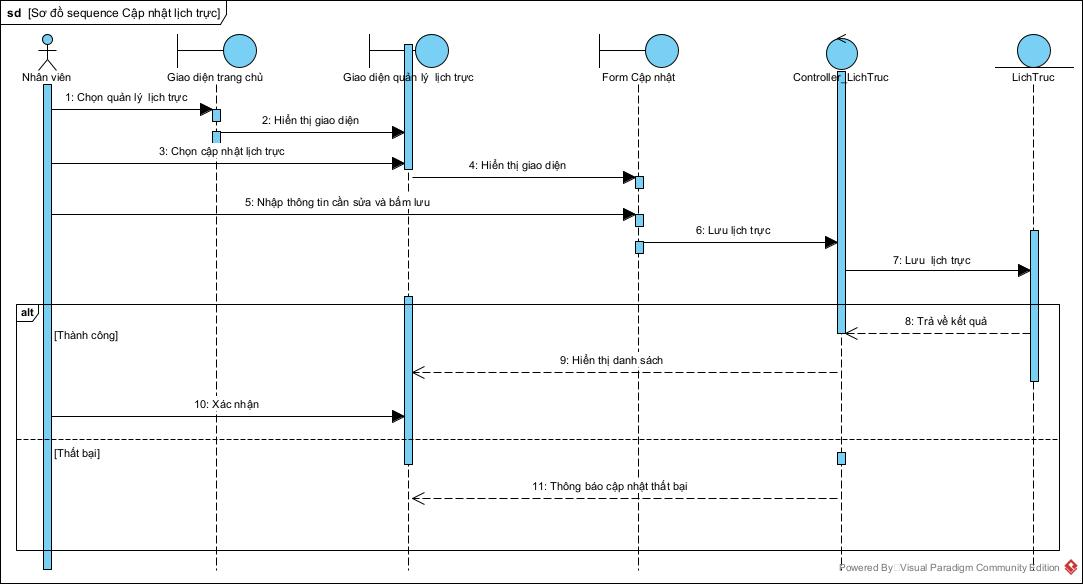 sd [Sơ đồ sequence Cập nhật lịch trực]
Nhân viên
Giao diện trang chủ
Giao diện quản lý lịch trực
Form Cập nhật
Controller_LichTruc
LichTruc
1: Chọn quản lý lịch trực
2: Hiển thị giao diện
3: Chọn cập nhật lịch trực
4: Hiển thị giao diện
5: Nhập thông tin cần sửa và bấm lưu
6: Lưu lịch trực
7: Lưu lịch trực
alt
8: Trả về kết quả
[Thành công]
9: Hiển thị danh sách
10: Xác nhận
[Thất bại]
11: Thông báo cập nhật thất bại
Powered By Visual Paradigm Community Edition